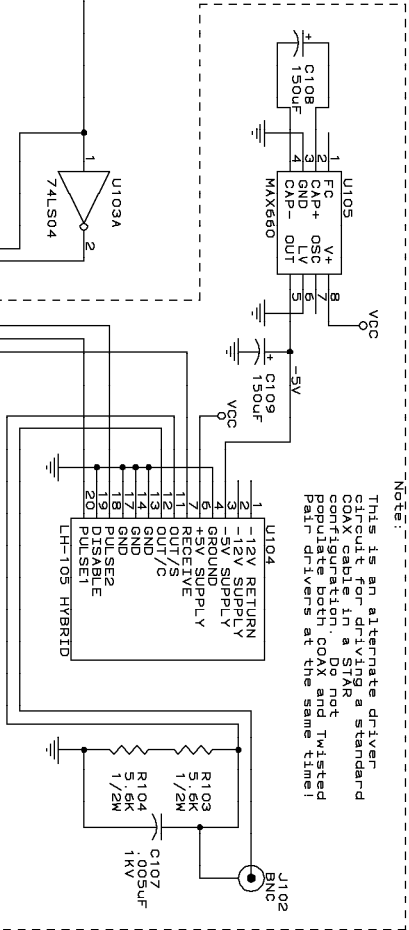 Note:
This is an alternate driver
circuit for driving a standard
COAX cable in a STAR
configuration. Do not
populate both COAX and Twisted
Pair drivers at the same time!
C108
150uF
U105
1
2
3
4
FC
CAP+
GND
CAP-
V+
OSC
LV
OUT
8
7
6
5
MAX660
VCC
-5V
C109
150uF
U103A
1
2
74LS04
VCC
U104
1 -12V RETURN
2 -12V SUPPLY
3 -5V SUPPLY
4 GROUND
6 +5V SUPPLY
7 RECEIVE
11 OUT/S
12 OUT/C
13 GND
14 GND
17 GND
18 PULSE2
19 DISABLE
20 PULSE1
LH-105 HYBRID
R103
5.6K
1/2W
R104
5.6K
1/2W
C107
.005uF
1KV
J102
BNC